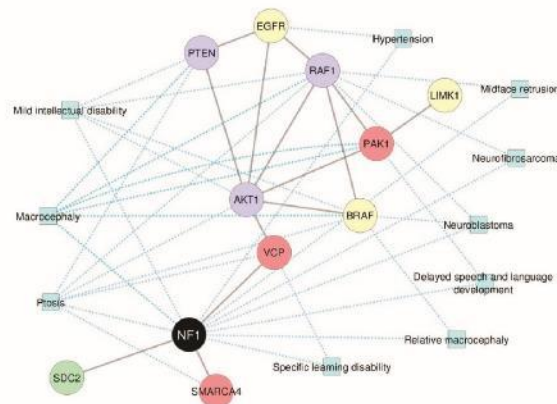 EGFR
PTEN
Hypertension
RAF1
LIMK1
Midface retrusion
Mild intellectual disability
PAK1
Neurofibrosarcoma
AKT1
Macrocephaly
BRAF
Neuroblastoma
VCP
Delayed speech and language
development
Ptosis
NF1
Relative macrocephaly
Specific learning disability
SDC2
SMARCA4